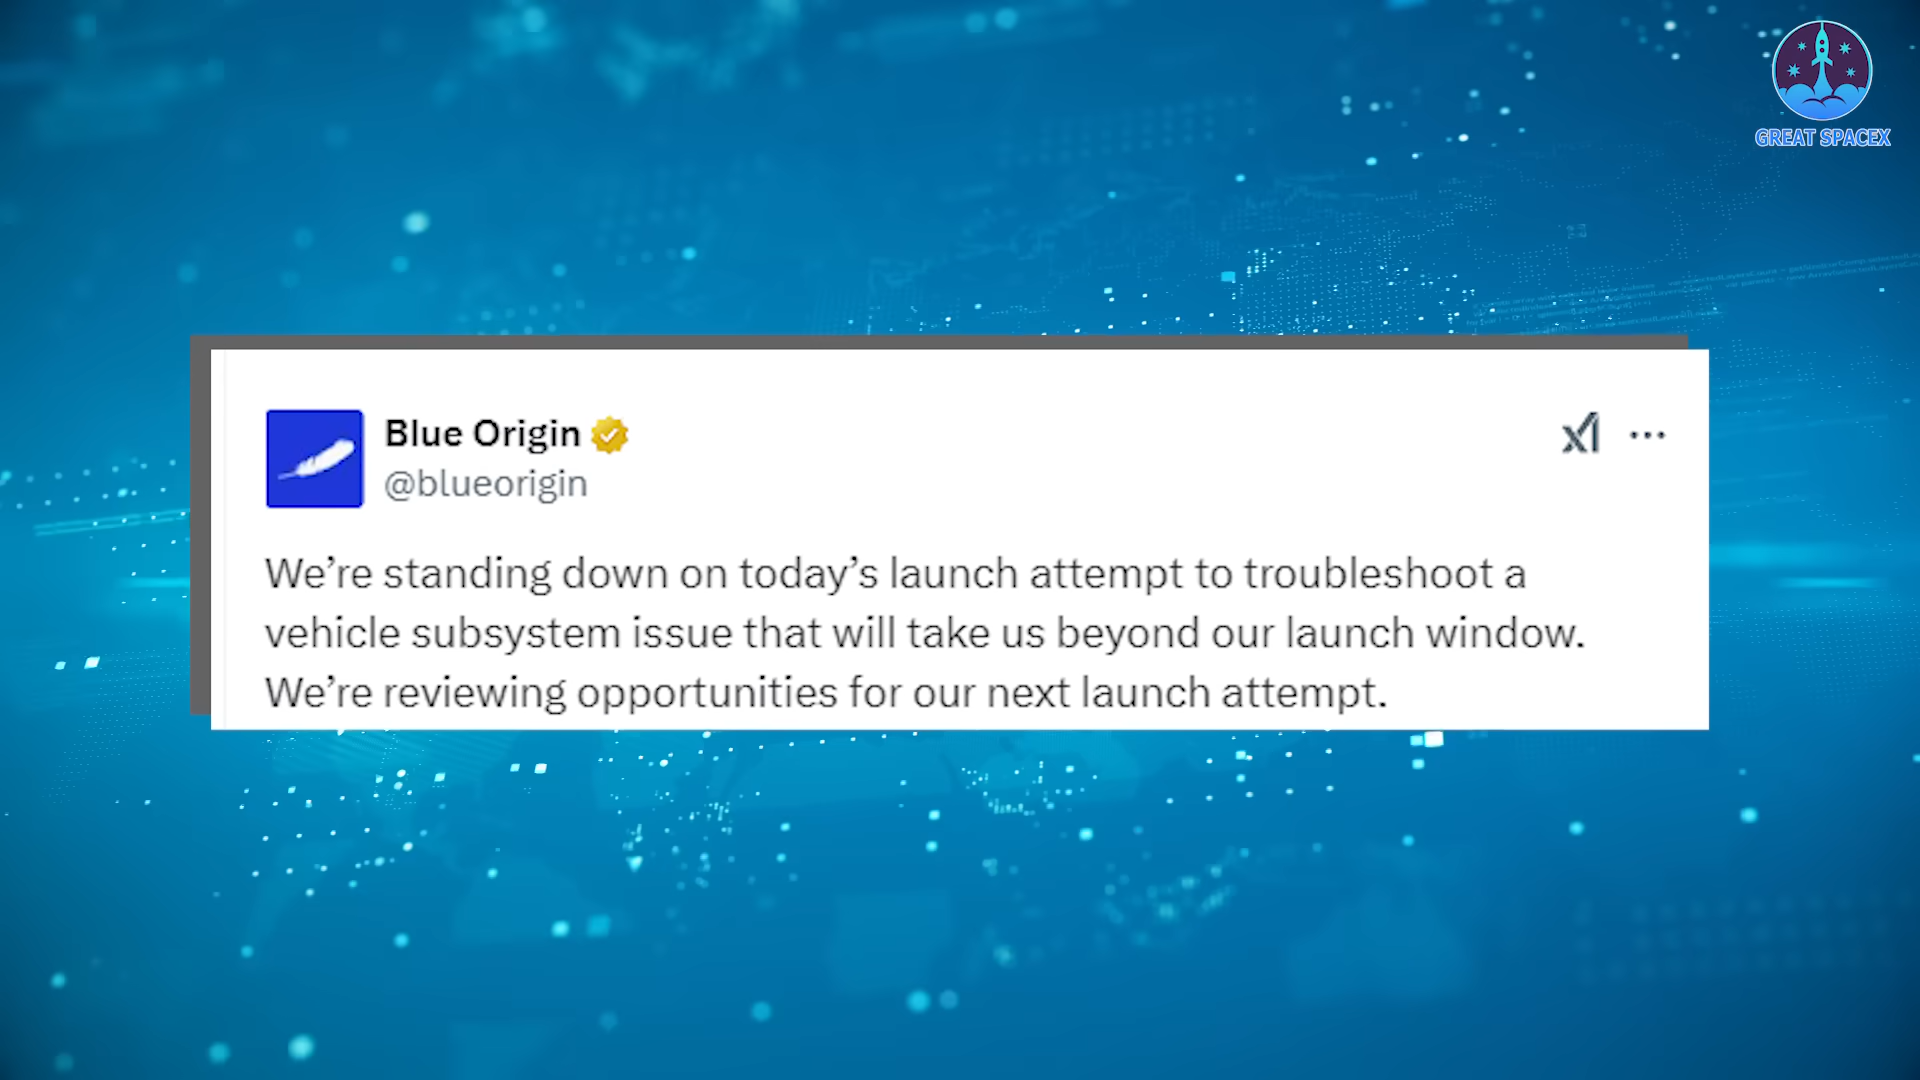 GREAT SPACEX
Blue Origin
@blueorigin
We’re standing down on today’s launch attempt to troubleshoot a
vehicle subsystem issue that will take us beyond our launch window.
We’re reviewing opportunities for our next launch attempt.